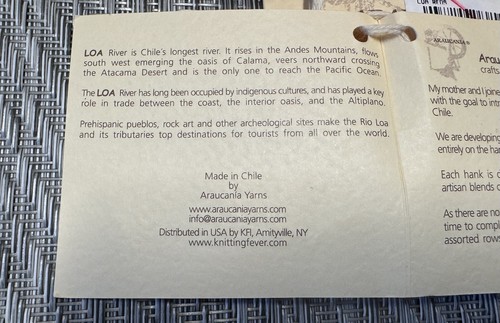 LOA River is Chile's longest river. It rises in the Andes Mountains, flows
south west emerging the oasis of Calama, veers northward crossing
the Atacama Desert and is the only one to reach the Pacific Ocean.
The LOA River has long been occupied by indigenous cultures, and has played a key
role in trade between the coast, the interior oasis, and the Altiplano.
Prehispanic pueblos, rock art and other archeological sites make the Rio Loa
and its tributaries top destinations for tourists from all over the world.
Made in Chile
by
Araucania Yarns
www.araucaniayarns.com
info@araucaniayarns.com
Distributed in USA by KFI, Amityville, NY
www.knittingfever.com
ARAUCANIA
Arau
crafts
My mother and I joine
with the goal to int
Chile.
We are developing
entirely on the har
Each hank is
artisan blends
As there are no
time to compl
assorted rows